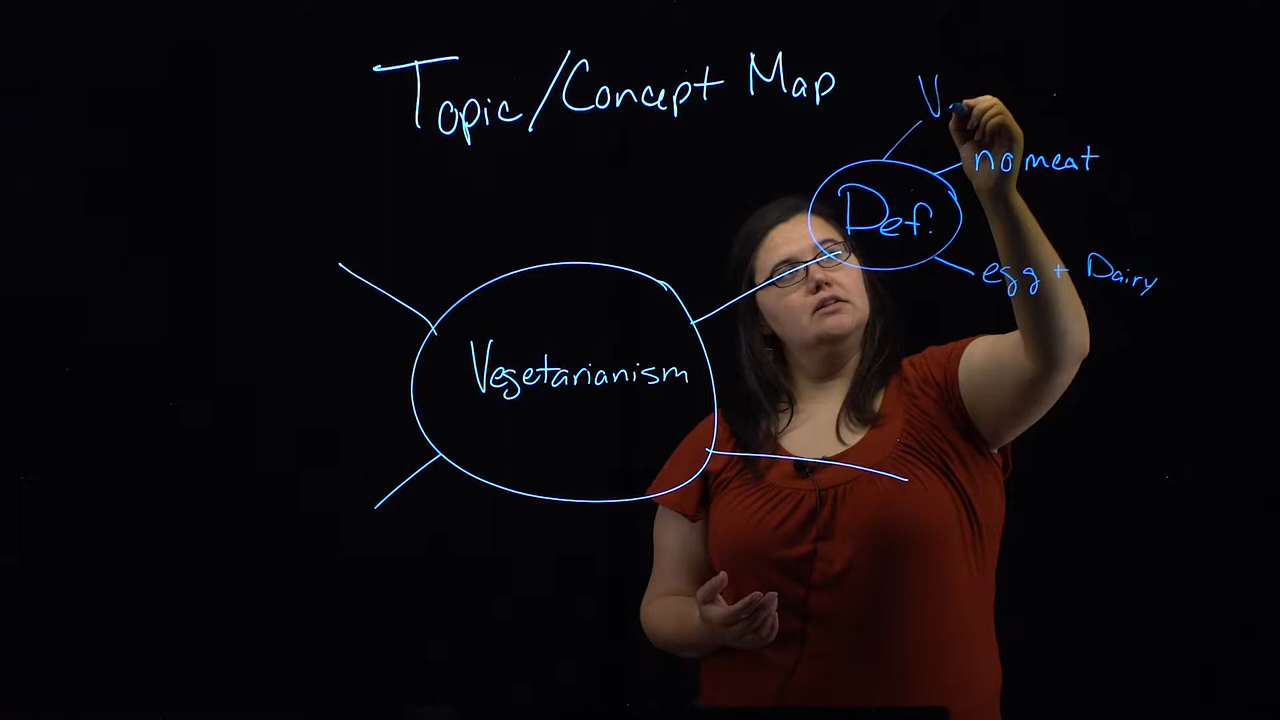 Topic/Concept Map
V
no meat
Def.
egg + Dairy
Vegetarianism